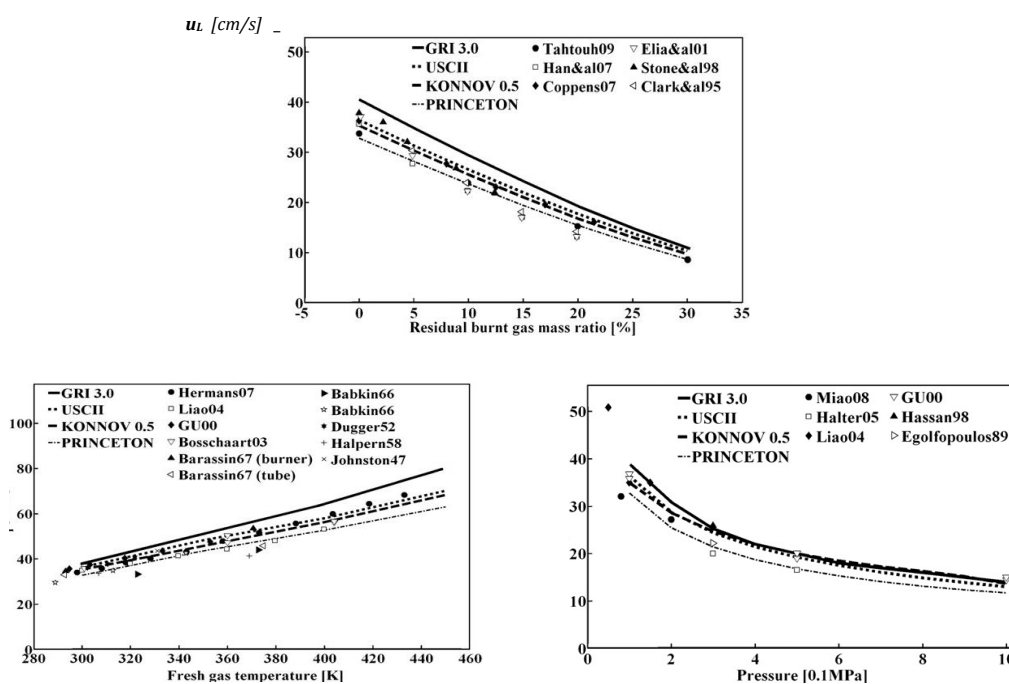 u_L [cm/s]
50
40
30
20
10
0
GRI 3.0
USCII
KONNOV 0.5
PRINCETON
Tahtouh09
Han&al07
Coppens07
Elia&al01
Stone&al98
Clark&al95
-5 0 5 10 15 20 25 30 35
Residual burnt gas mass ratio [%]
100
80
60
40
20
0
GRI 3.0
USCII
KONNOV 0.5
PRINCETON
Hermans07
Liao04
GU00
Bosschaart03
Barassin67 (burner)
Barassin67 (tube)
Babkin66
Babkin66
Dugger52
Halpern58
Johnston47
280 300 320 340 360 380 400 420 440 460
Fresh gas temperature [K]
50
40
30
20
10
0
GRI 3.0
USCII
KONNOV 0.5
PRINCETON
Miao08
Halter05
Liao04
GU00
Hassan98
Egolfopoulos89
0 2 4 6 8 10
Pressure [0.1MPa]